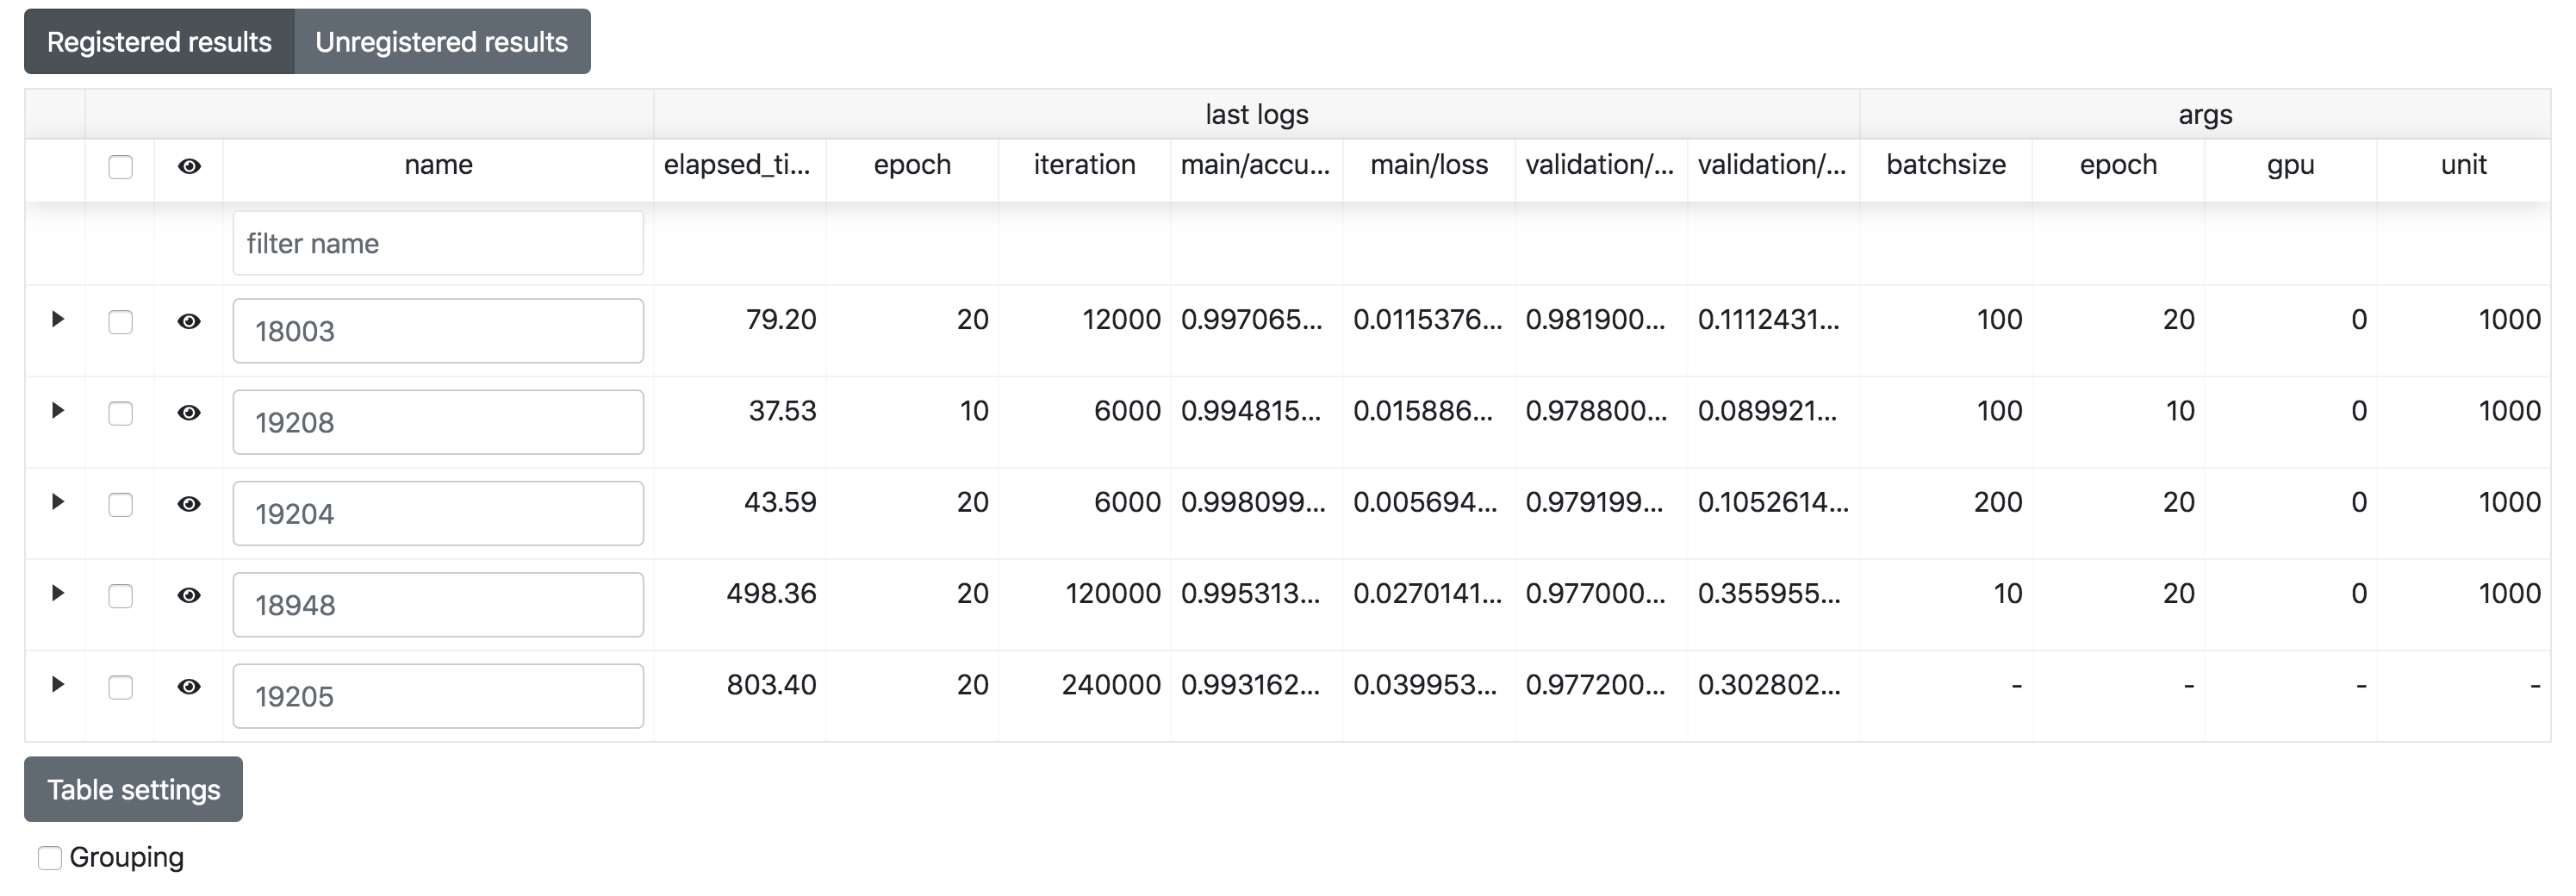 Registered results Unregistered results
last logs args
name elapsed_ti... epoch iteration main/accu... main/loss validation/... validation/... batchsize epoch gpu unit
filter name
18003 79.20 20 12000 0.997065... 0.0115376... 0.981900... 0.1112431... 100 20 0 1000
19208 37.53 10 6000 0.994815... 0.015886... 0.978800... 0.089921... 100 10 0 1000
19204 43.59 20 6000 0.998099... 0.005694... 0.979199... 0.1052614... 200 20 0 1000
18948 498.36 20 120000 0.995313... 0.0270141... 0.977000... 0.355955... 10 20 0 1000
19205 803.40 20 240000 0.993162... 0.039953... 0.977200... 0.302802... - - - -
Table settings
Grouping